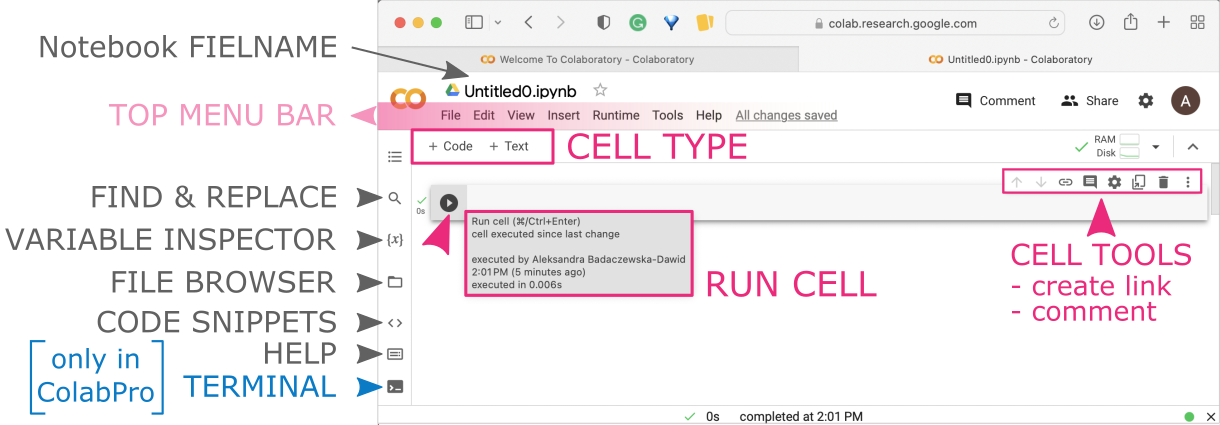 colab.research.google.com
Welcome To Colaboratory - Colaboratory
Untitled0.ipynb - Colaboratory
Notebook FIELNAME
Untitled0.ipynb
Comment
Share
A
TOP MENU BAR
File Edit View Insert Runtime Tools Help All changes saved
+ Code + Text
CELL TYPE
RAM
Disk
FIND & REPLACE
0s
VARIABLE INSPECTOR
{x}
FILE BROWSER
CODE SNIPPETS
HELP
only in
ColabPro
TERMINAL
Run cell (⌘/Ctrl+Enter)
cell executed since last change
executed by Aleksandra Badaczewska-Dawid
2:01 PM (5 minutes ago)
executed in 0.006s
RUN CELL
CELL TOOLS
- create link
- comment
0s completed at 2:01 PM